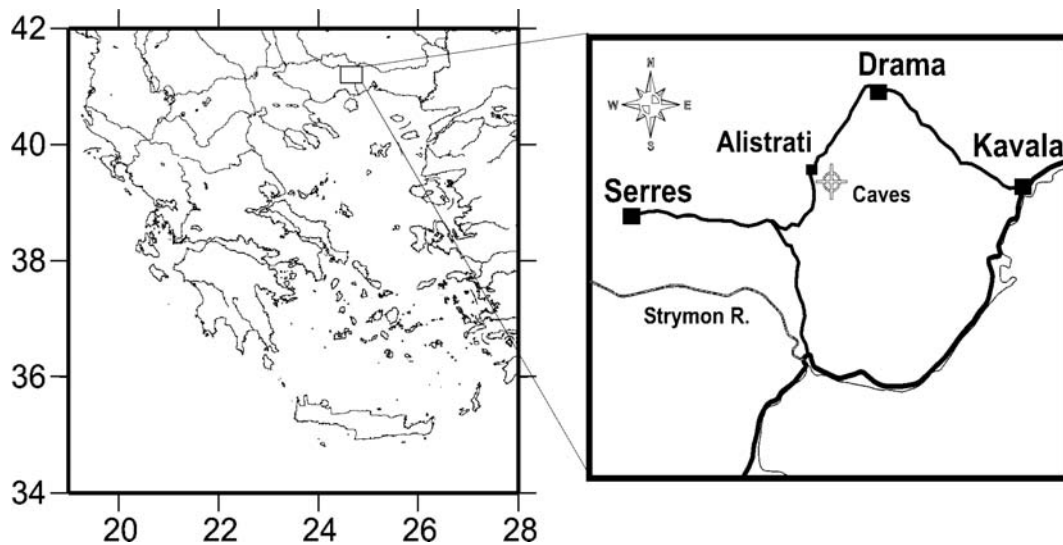 42
40
38
36
34
20 22 24 26 28
N
W E
S
Drama
Alistrati
Kavala
Serres
Caves
Strymon R.